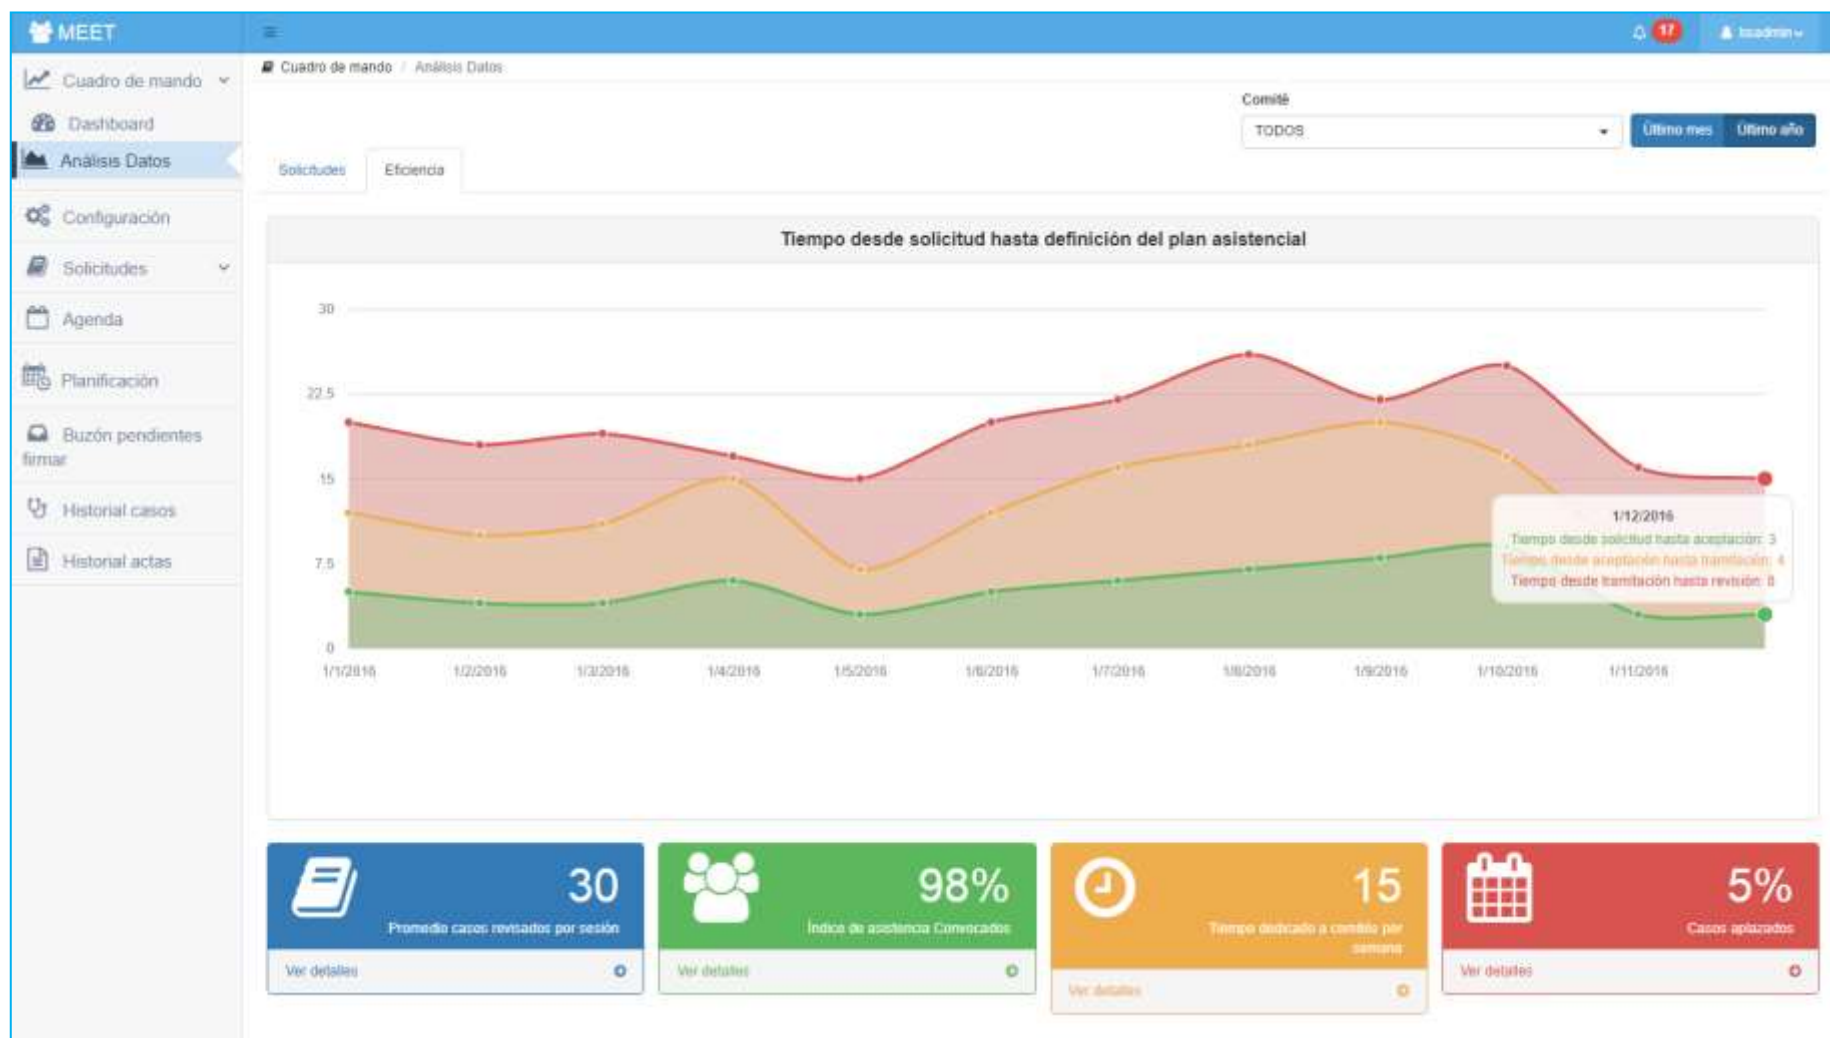 MEET
17
bsadmin
Cuadro de mando
Dashboard
Análisis Datos
Configuración
Solicitudes
Agenda
Planificación
Buzón pendientes
firmar
Historial casos
Historial actas
Cuadro de mando / Análisis Datos
Comité
TODOS
Último mes Último año
Solicitudes Eficiencia
Tiempo desde solicitud hasta definición del plan asistencial
30
22.5
15
7.5
0
1/1/2016 1/2/2016 1/3/2016 1/4/2016 1/5/2016 1/6/2016 1/7/2016 1/8/2016 1/9/2016 1/10/2016 1/11/2016
1/12/2016
Tiempo desde solicitud hasta aceptación: 3
Tiempo desde aceptación hasta tramitación: 4
Tiempo desde tramitación hasta revisión: 8
30
Promedio casos revisados por sesión
Ver detalles
98%
Índice de asistencia Convocados
Ver detalles
15
Tiempo dedicado a comités por
semana
Ver detalles
5%
Casos aplazados
Ver detalles